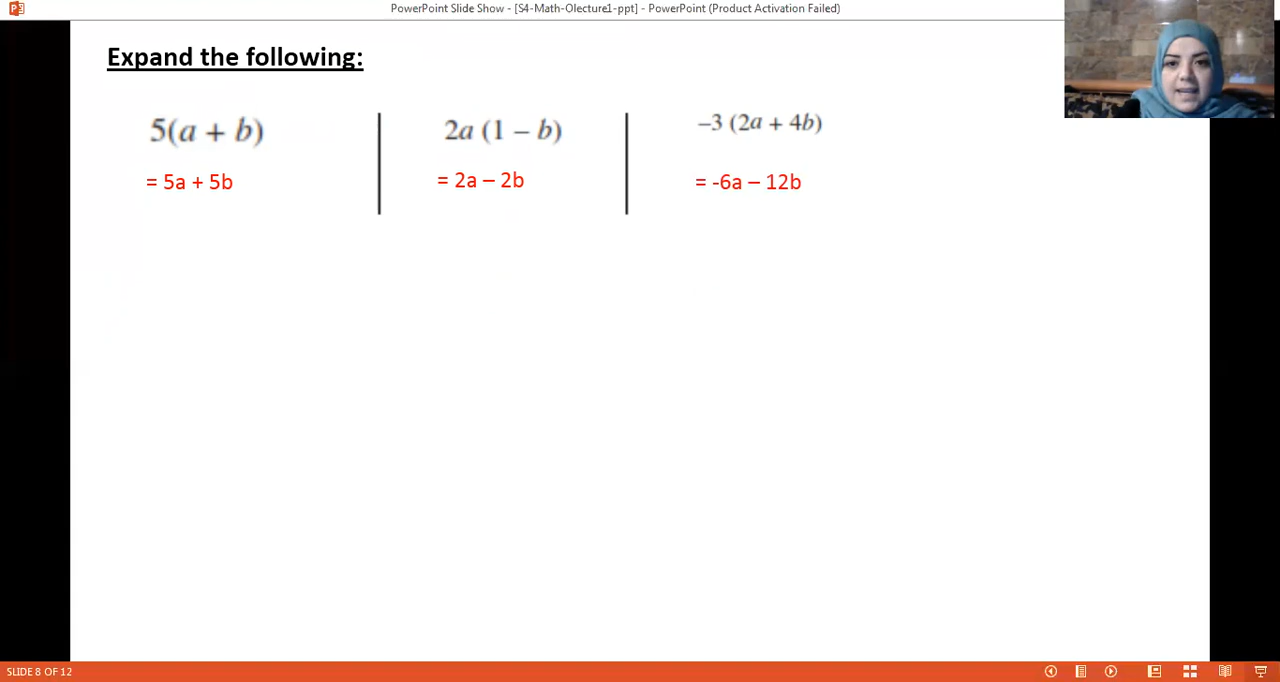 PowerPoint Slide Show - [S4-Math-Olecture1-ppt] - PowerPoint (Product Activation Failed)
Expand the following:
5(a + b)
= 5a + 5b
2a (1 – b)
= 2a – 2b
–3 (2a + 4b)
= -6a – 12b
SLIDE 8 OF 12